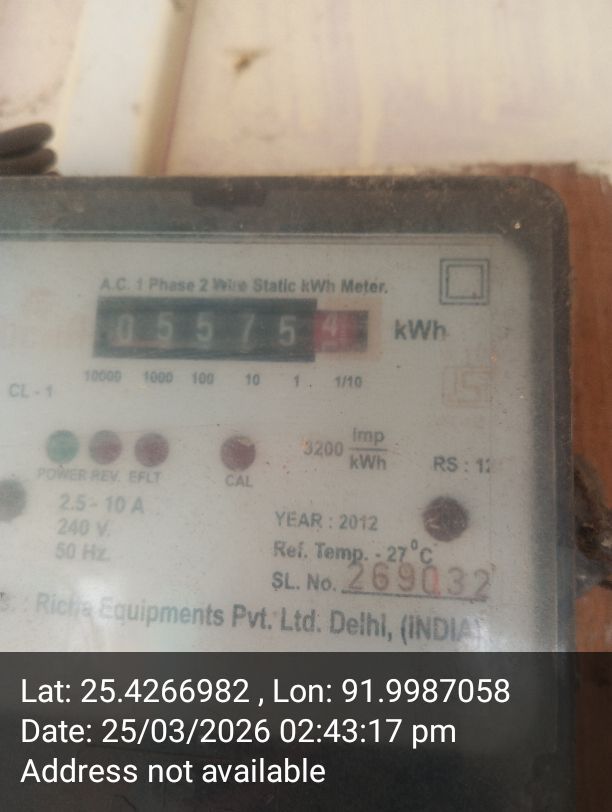 A.C. 1 Phase 2 Wire Static kWh Meter.
0 5 5 7 5 4 kWh
10000 1000 100 10 1 1/10
CL - 1
3200 imp/kWh
RS : 12
POWER REV. EFLT
CAL
2.5 - 10 A
240 V.
50 Hz.
YEAR : 2012
Ref. Temp. - 27°C
SL. No. 269032
s. : Richa Equipments Pvt. Ltd. Delhi, (INDIA)
Lat: 25.4266982 , Lon: 91.9987058
Date: 25/03/2026 02:43:17 pm
Address not available